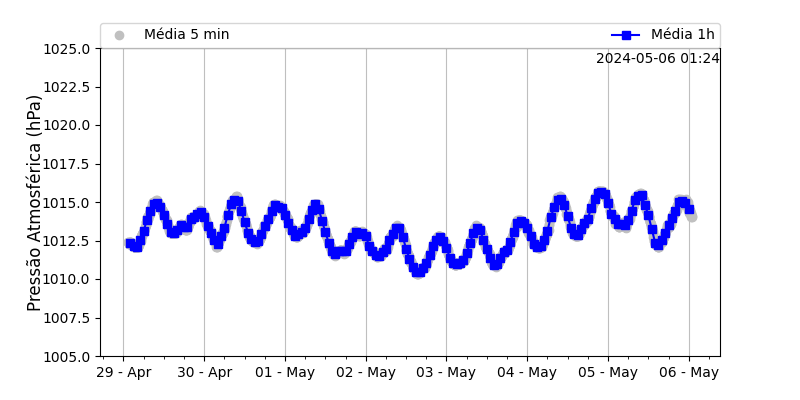 Média 5 min
Média 1h
2024-05-06 01:24
Pressão Atmosférica (hPa)
1025.0
1022.5
1020.0
1017.5
1015.0
1012.5
1010.0
1007.5
1005.0
29 - Apr
30 - Apr
01 - May
02 - May
03 - May
04 - May
05 - May
06 - May